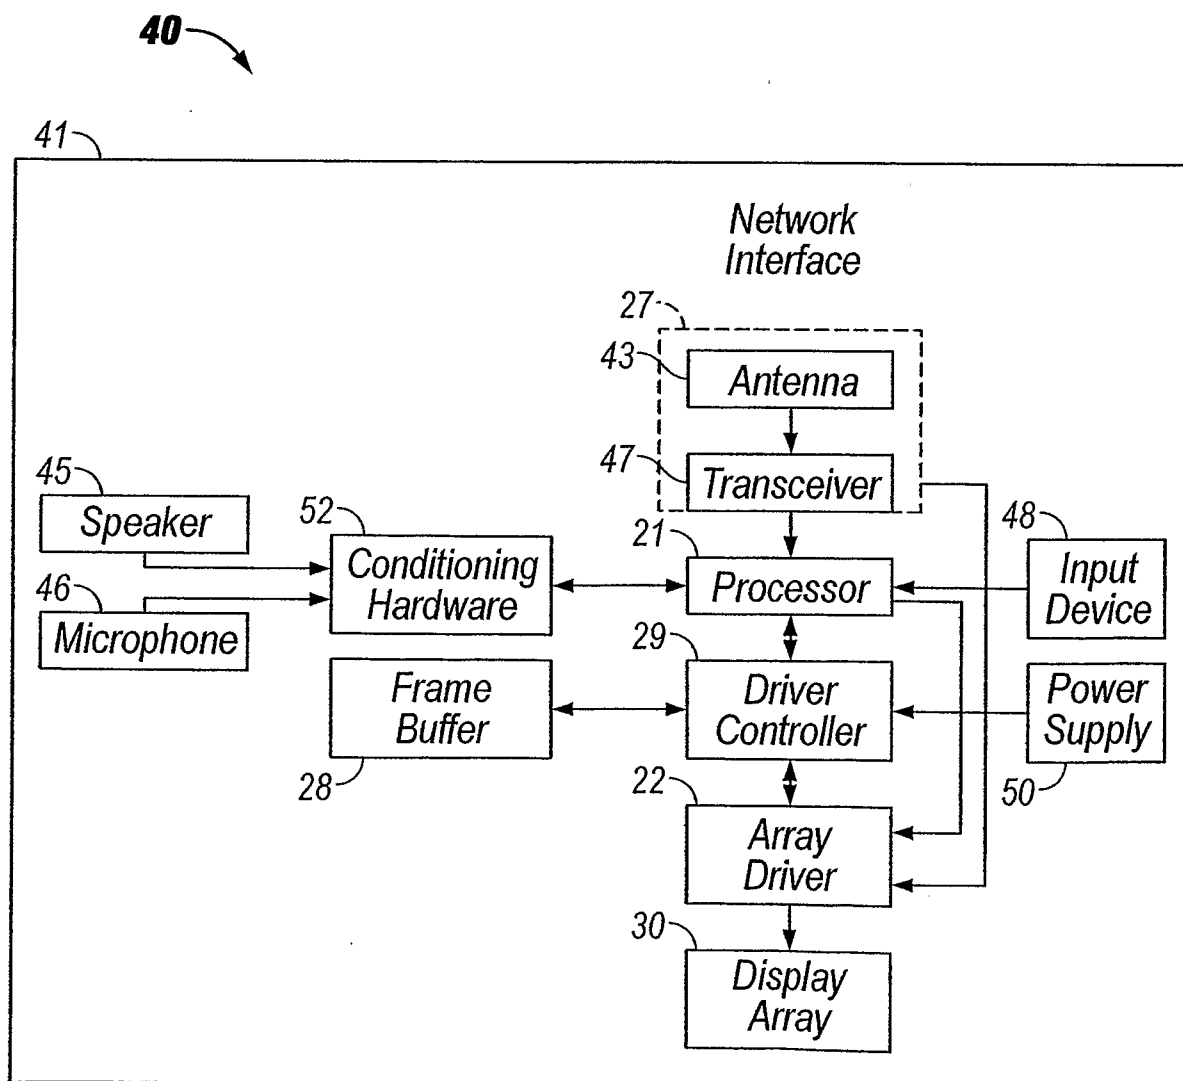 40
41
Network
Interface
27
43
Antenna
47
Transceiver
45
Speaker
52
Conditioning
Hardware
21
Processor
48
Input
Device
46
Microphone
29
Driver
Controller
Frame
Buffer
28
Power
Supply
50
22
Array
Driver
30
Display
Array